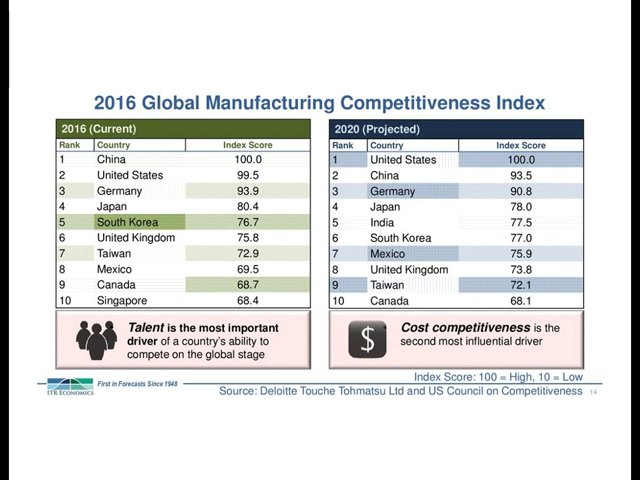 2016 Global Manufacturing Competitiveness Index
2016 (Current)
Rank Country Index Score
1 China 100.0
2 United States 99.5
3 Germany 93.9
4 Japan 80.4
5 South Korea 76.7
6 United Kingdom 75.8
7 Taiwan 72.9
8 Mexico 69.5
9 Canada 68.7
10 Singapore 68.4
Talent is the most important
driver of a country's ability to
compete on the global stage
2020 (Projected)
Rank Country Index Score
1 United States 100.0
2 China 93.5
3 Germany 90.8
4 Japan 78.0
5 India 77.5
6 South Korea 77.0
7 Mexico 75.9
8 United Kingdom 73.8
9 Taiwan 72.1
10 Canada 68.1
$
Cost competitiveness is the
second most influential driver
Index Score: 100 = High, 10 = Low
ITR ECONOMICS
First in Forecasts Since 1948
Source: Deloitte Touche Tohmatsu Ltd and US Council on Competitiveness
14